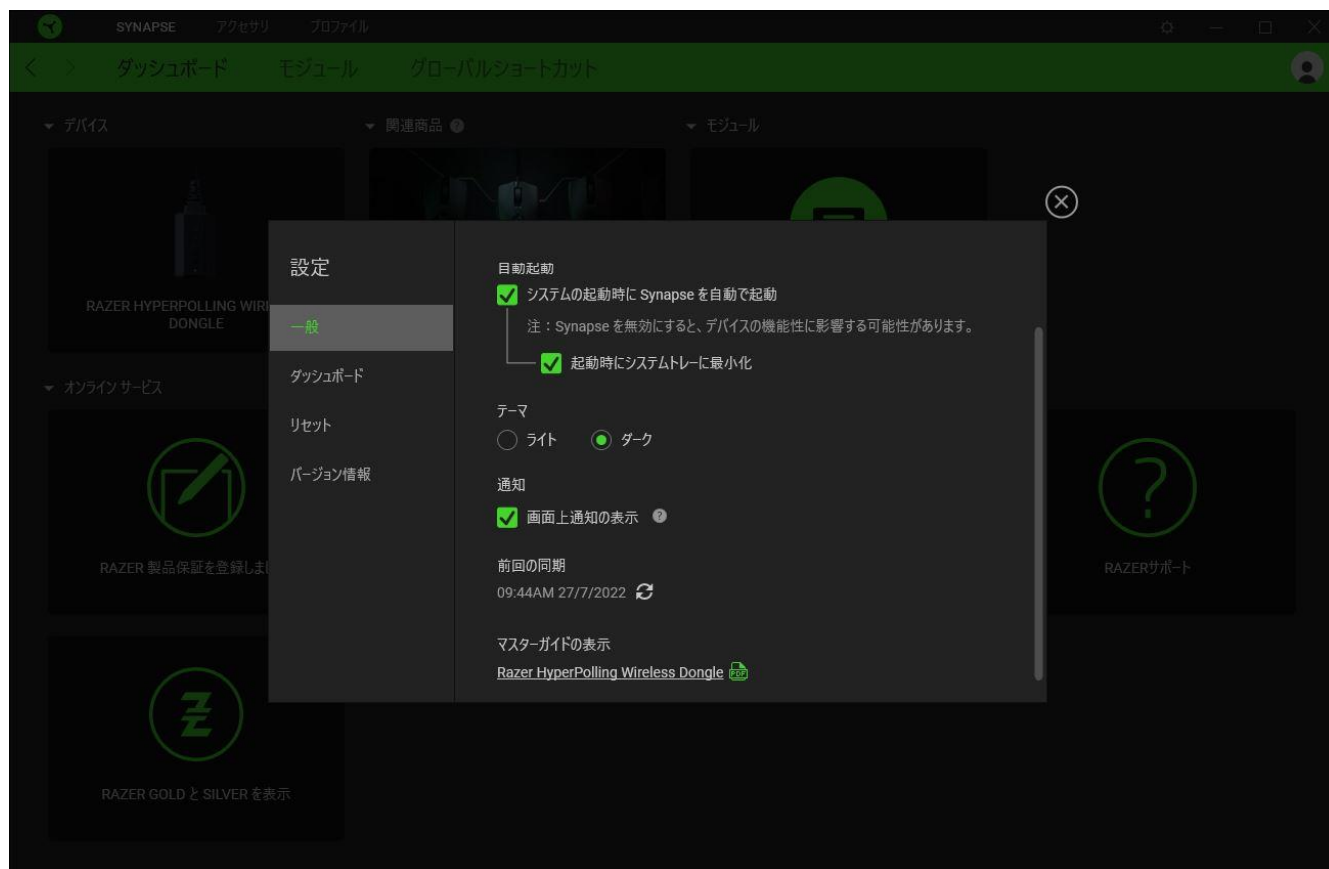 SYNAPSE アクセサリ プロファイル
ダッシュボード モジュール グローバルショートカット
デバイス 関連商品 ? モジュール
RAZER HYPERPOLLING WIR
DONGLE
オンライン サービス
RAZER 製品保証を登録しま
RAZERサポート
RAZER GOLD と SILVER を表示
設定
一般
ダッシュボード
リセット
バージョン情報
自動起動
システムの起動時に Synapse を自動で起動
注：Synapse を無効にすると、デバイスの機能性に影響する可能性があります。
起動時にシステムトレーに最小化
テーマ
ライト ダーク
通知
画面上通知の表示 ?
前回の同期
09:44AM 27/7/2022
マスターガイドの表示
Razer HyperPolling Wireless Dongle PDF